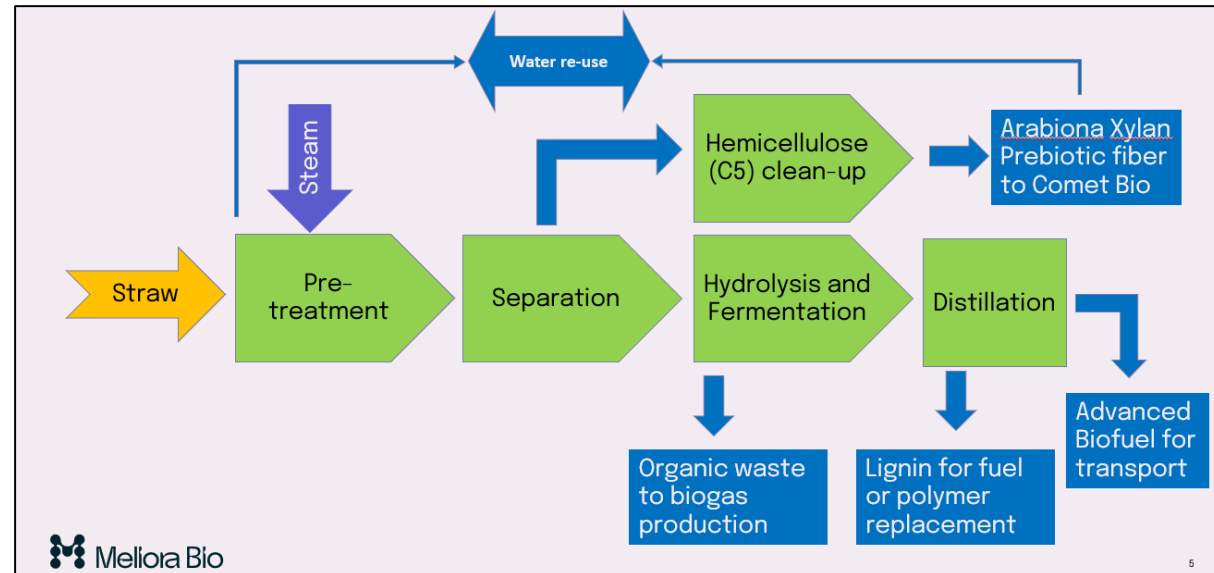 Water re-use
Steam
Hemicellulose
(C5) clean-up
Arabiona Xylan
Prebiotic fiber
to Comet Bio
Straw
Pre-
treatment
Separation
Hydrolysis and
Fermentation
Distillation
Organic waste
to biogas
production
Lignin for fuel
or polymer
replacement
Advanced
Biofuel for
transport
Meliora Bio
5